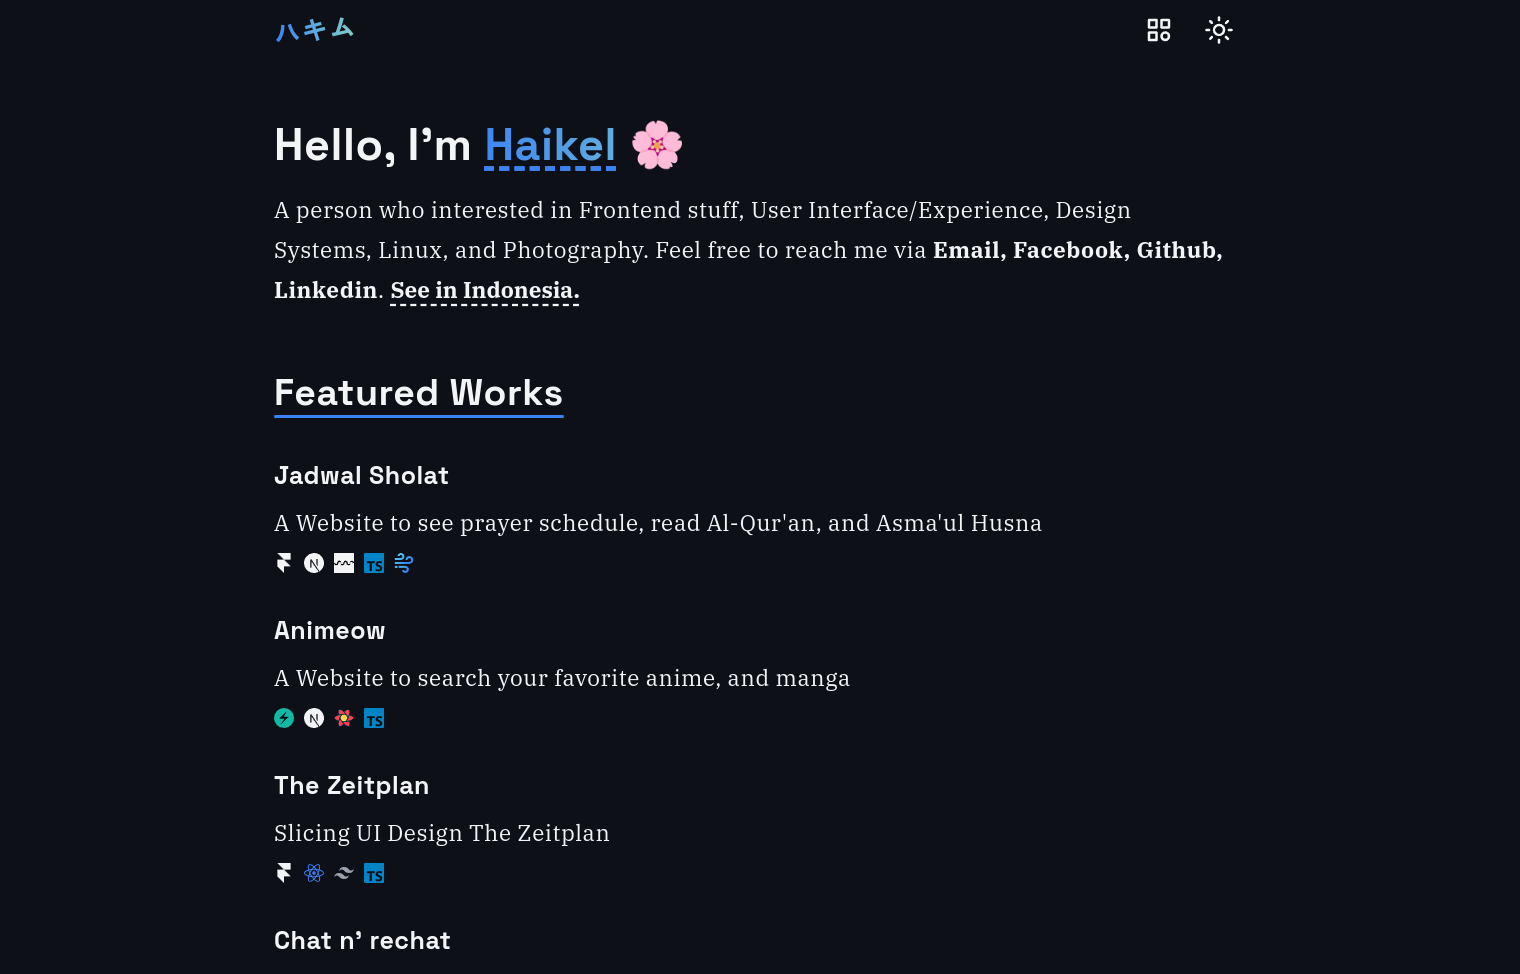 ハキム
Hello, I’m Haikel 🌸
A person who interested in Frontend stuff, User Interface/Experience, Design
Systems, Linux, and Photography. Feel free to reach me via Email, Facebook, Github,
Linkedin. See in Indonesia.
Featured Works
Jadwal Sholat
A Website to see prayer schedule, read Al-Qur'an, and Asma'ul Husna
N TS
Animeow
A Website to search your favorite anime, and manga
N TS
The Zeitplan
Slicing UI Design The Zeitplan
TS
Chat n’ rechat